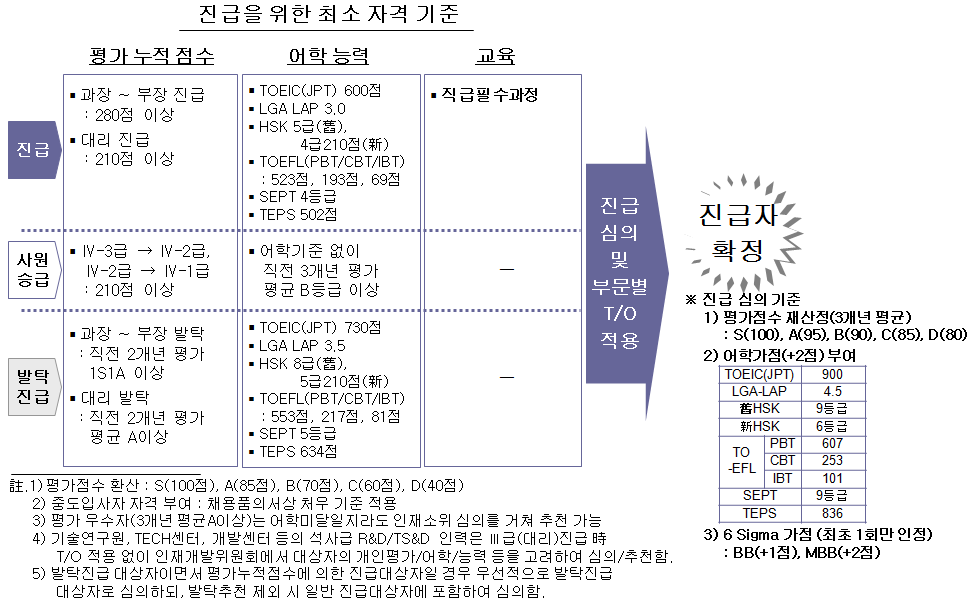 진급을 위한 최소 자격 기준
평가 누적 점수
어학 능력
교육
진급
▪ 과장 ~ 부장 진급
: 280점 이상
▪ 대리 진급
: 210점 이상
▪ TOEIC(JPT) 600점
▪ LGA LAP 3.0
▪ HSK 5급(舊),
4급210점(新)
▪ TOEFL(PBT/CBT/IBT)
: 523점, 193점, 69점
▪ SEPT 4등급
▪ TEPS 502점
▪ 직급필수과정
사원
승급
▪ IV-3급 → IV-2급,
IV-2급 → IV-1급
: 210점 이상
▪ 어학기준 없이
직전 3개년 평가
평균 B등급 이상
—
발탁
진급
▪ 과장 ~ 부장 발탁
: 직전 2개년 평가
1S1A 이상
▪ 대리 발탁
: 직전 2개년 평가
평균 A이상
▪ TOEIC(JPT) 730점
▪ LGA LAP 3.5
▪ HSK 8급(舊),
5급210점(新)
▪ TOEFL(PBT/CBT/IBT)
: 553점, 217점, 81점
▪ SEPT 5등급
▪ TEPS 634점
—
진급
심의
및
부문별
T/O
적용
진급자
확정
※ 진급 심의 기준
1) 평가점수 재산정(3개년 평균)
: S(100), A(95), B(90), C(85), D(80)
2) 어학가점(+2점) 부여
TOEIC(JPT) 900
LGA-LAP 4.5
舊HSK 9등급
新HSK 6등급
TO
-EFL
PBT 607
CBT 253
IBT 101
SEPT 9등급
TEPS 836
3) 6 Sigma 가점 (최초 1회만 인정)
: BB(+1점), MBB(+2점)
註.1) 평가점수 환산 : S(100점), A(85점), B(70점), C(60점), D(40점)
2) 중도입사자 자격 부여 : 채용품의서상 처우 기준 적용
3) 평가 우수자(3개년 평균A이상)는 어학미달일지라도 인재소위 심의를 거쳐 추천 가능
4) 기술연구원, TECH센터, 개발센터 등의 석사급 R&D/TS&D 인력은 Ⅲ급(대리)진급 時
T/O 적용 없이 인재개발위원회에서 대상자의 개인평가/어학/능력 등을 고려하여 심의/추천함.
5) 발탁진급 대상자이면서 평가누적점수에 의한 진급대상자일 경우 우선적으로 발탁진급
대상자로 심의하되, 발탁추천 제외 시 일반 진급대상자에 포함하여 심의함.